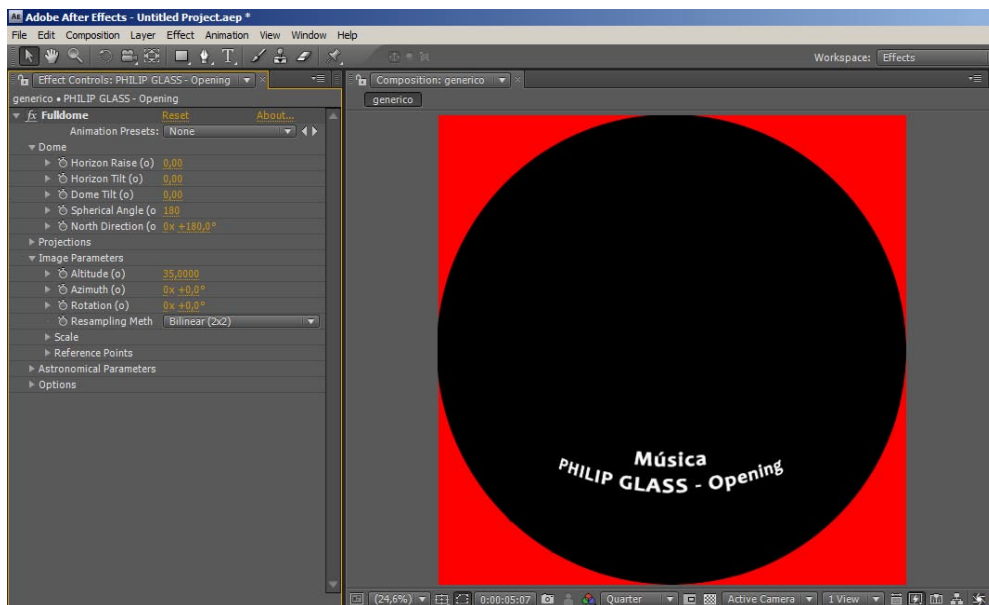 Adobe After Effects - Untitled Project.aep *
File Edit Composition Layer Effect Animation View Window Help
Workspace: Effects
Effect Controls: PHILIP GLASS - Opening
Composition: generico
generico • PHILIP GLASS - Opening
generico
fx Fulldome Reset About...
Animation Presets: None
Dome
Horizon Raise (o) 0,00
Horizon Tilt (o) 0,00
Dome Tilt (o) 0,00
Spherical Angle (o 180
North Direction (o 0x +180,0°
Projections
Image Parameters
Altitude (o) 35,0000
Azimuth (o) 0x +0,0°
Rotation (o) 0x +0,0°
Resampling Meth Bilinear (2x2)
Scale
Reference Points
Astronomical Parameters
Options
Música
PHILIP GLASS - Opening
(24,6%) 0:00:05:07 Quarter Active Camera 1 View